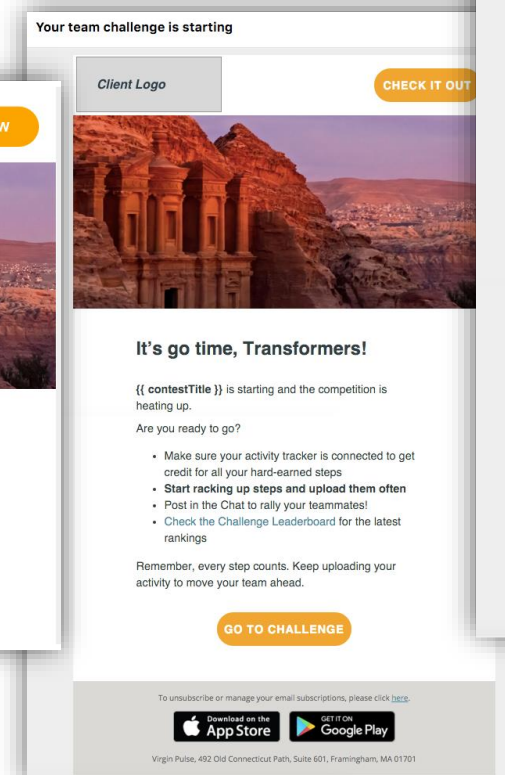 Your team challenge is starting
Client Logo
CHECK IT OUT
W
It's go time, Transformers!
{{ contestTitle }} is starting and the competition is
heating up.
Are you ready to go?
• Make sure your activity tracker is connected to get
credit for all your hard-earned steps
• Start racking up steps and upload them often
• Post in the Chat to rally your teammates!
• Check the Challenge Leaderboard for the latest
rankings
Remember, every step counts. Keep uploading your
activity to move your team ahead.
GO TO CHALLENGE
To unsubscribe or manage your email subscriptions, please click here.
Download on the
App Store
GET IT ON
Google Play
Virgin Pulse, 492 Old Connecticut Path, Suite 601, Framingham, MA 01701